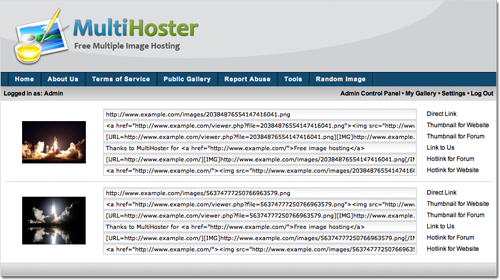 MultiHoster
Free Multiple Image Hosting
Home About Us Terms of Service Public Gallery Report Abuse Tools Random Image
Logged in as: Admin Admin Control Panel • My Gallery • Settings • Log Out
http://www.example.com/images/20384876554147416041.png Direct Link
<a href="http://www.example.com/viewer.php?file=20384876554147416041.png"><img src="http://ww Thumbnail for Website
[URL=http://www.example.com/viewer.php?file=20384876554147416041.png][IMG]http://www.example Thumbnail for Forum
Thanks to MultiHoster for <a href="http://www.example.com/">Free image hosting</a> Link to Us
[URL=http://www.example.com/][IMG]http://www.example.com/images/20384876554147416041.png[/IM Hotlink for Forum
<a href="http://www.example.com/"><img src="http://www.example.com/images/2038487655414741 Hotlink for Website
http://www.example.com/images/56374777250766963579.png Direct Link
<a href="http://www.example.com/viewer.php?file=56374777250766963579.png"><img src="http://ww Thumbnail for Website
[URL=http://www.example.com/viewer.php?file=56374777250766963579.png][IMG]http://www.example Thumbnail for Forum
Thanks to MultiHoster for <a href="http://www.example.com/">Free image hosting</a> Link to Us
[URL=http://www.example.com/][IMG]http://www.example.com/images/56374777250766963579.png[/IM Hotlink for Forum
<a href="http://www.example.com/"><img src="http://www.example.com/images/5637477725076696 Hotlink for Website